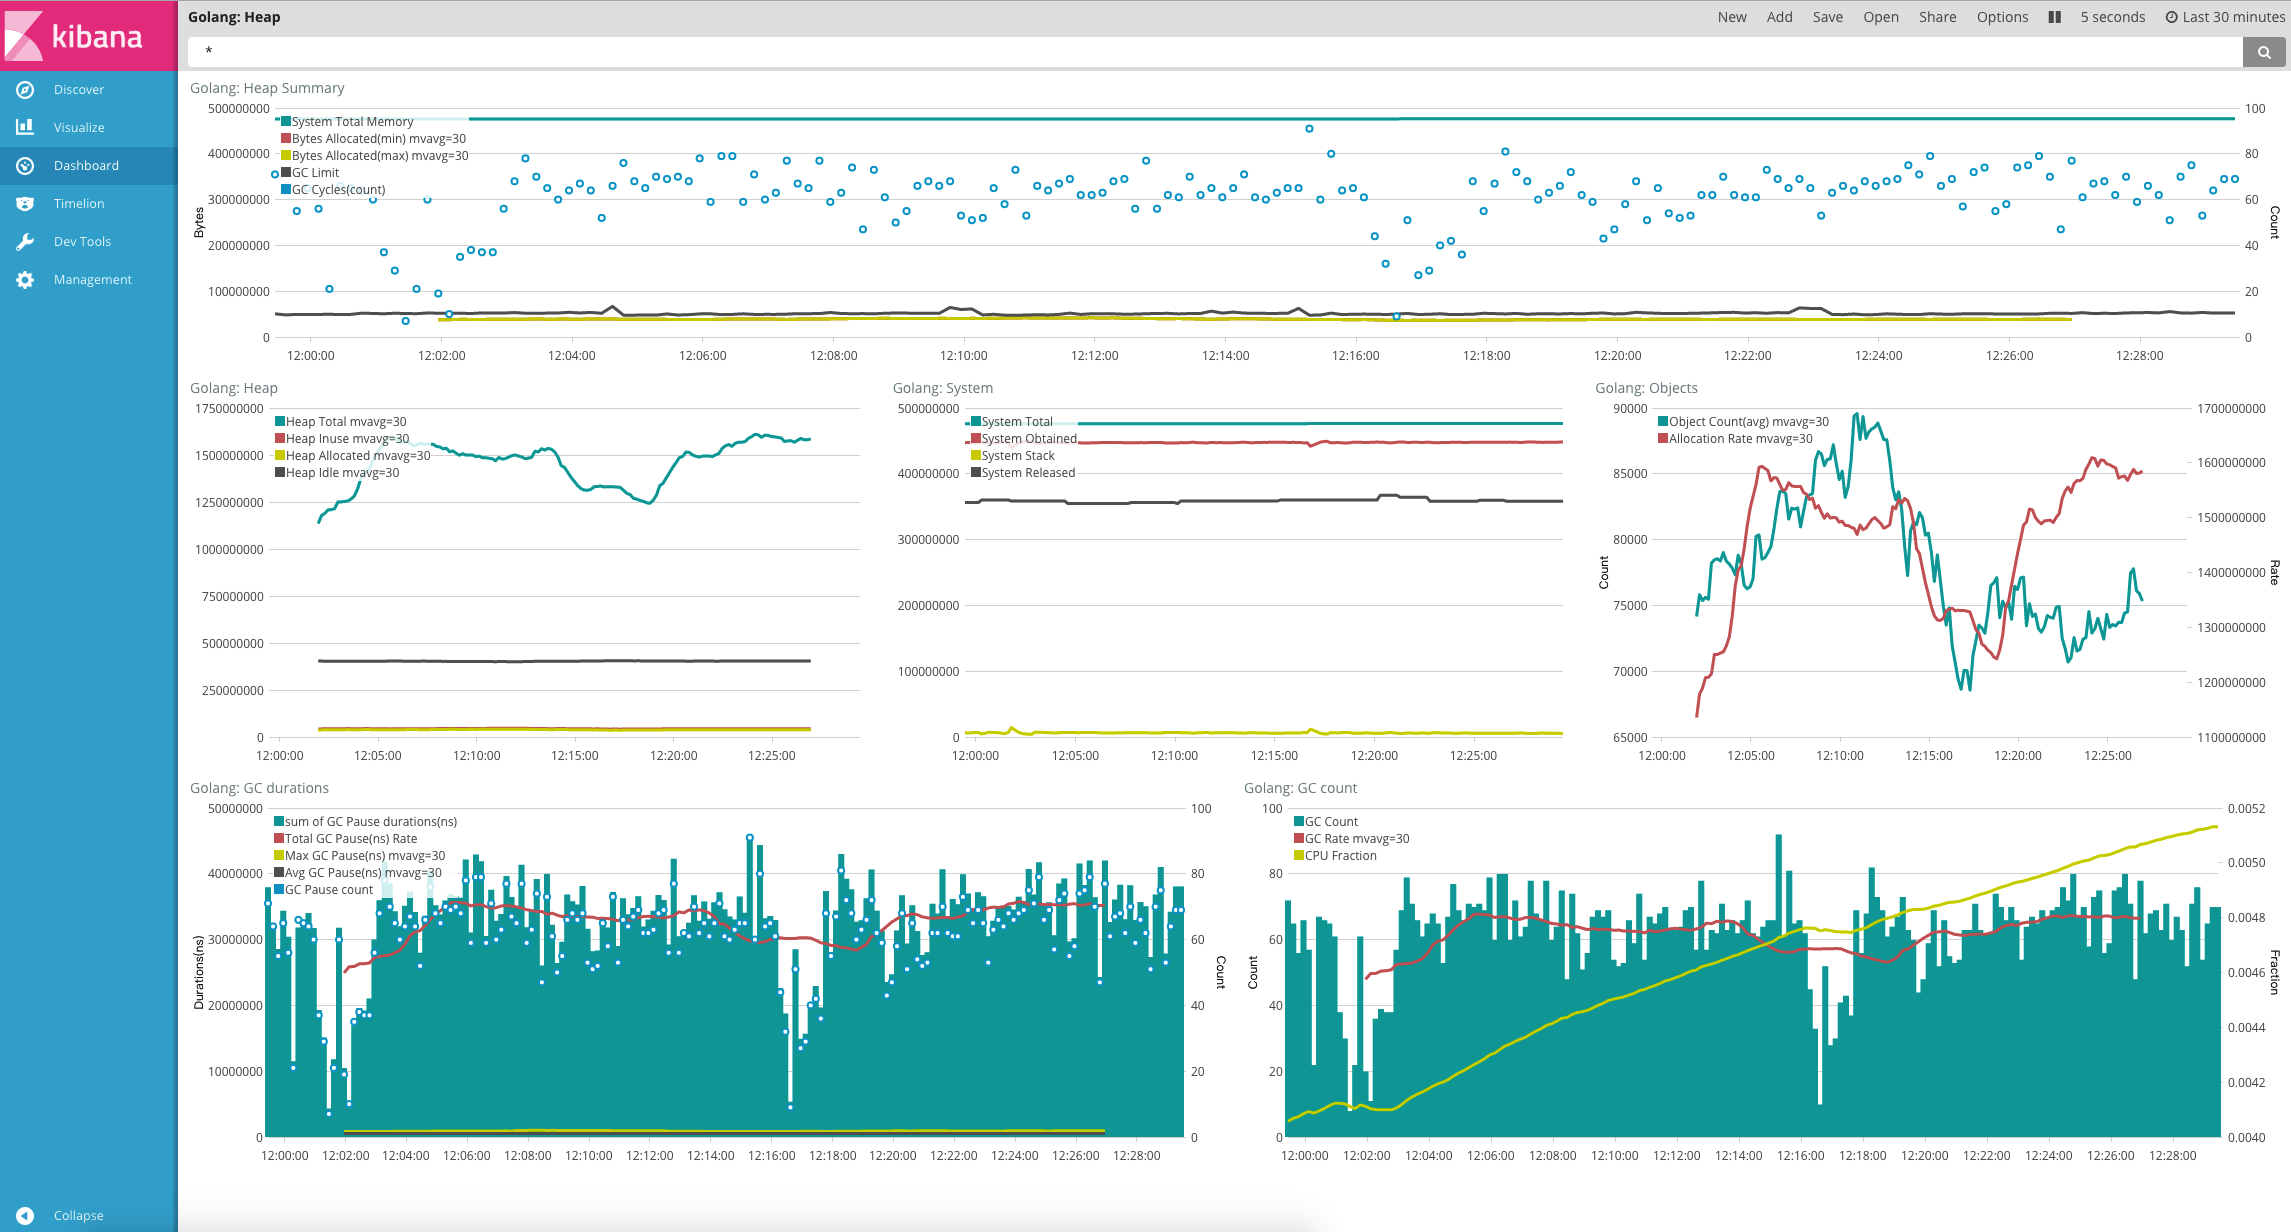 kibana
Discover
Visualize
Dashboard
Timelion
Dev Tools
Management
Collapse
Golang: Heap
New Add Save Open Share Options 5 seconds Last 30 minutes
*
Golang: Heap Summary
500000000
400000000
300000000
200000000
100000000
0
Bytes
System Total Memory
Bytes Allocated(min) mvavg=30
Bytes Allocated(max) mvavg=30
GC Limit
GC Cycles(count)
100
80
60
40
20
0
Count
12:00:00 12:02:00 12:04:00 12:06:00 12:08:00 12:10:00 12:12:00 12:14:00 12:16:00 12:18:00 12:20:00 12:22:00 12:24:00 12:26:00 12:28:00
Golang: Heap
1750000000
1500000000
1250000000
1000000000
750000000
500000000
250000000
0
Heap Total mvavg=30
Heap Inuse mvavg=30
Heap Allocated mvavg=30
Heap Idle mvavg=30
12:00:00 12:05:00 12:10:00 12:15:00 12:20:00 12:25:00
Golang: System
500000000
400000000
300000000
200000000
100000000
0
System Total
System Obtained
System Stack
System Released
12:00:00 12:05:00 12:10:00 12:15:00 12:20:00 12:25:00
Golang: Objects
90000
85000
80000
75000
70000
65000
Count
Object Count(avg) mvavg=30
Allocation Rate mvavg=30
1700000000
1600000000
1500000000
1400000000
1300000000
1200000000
1100000000
Rate
12:00:00 12:05:00 12:10:00 12:15:00 12:20:00 12:25:00
Golang: GC durations
50000000
40000000
30000000
20000000
10000000
0
Durations(ns)
sum of GC Pause durations(ns)
Total GC Pause(ns) Rate
Max GC Pause(ns) mvavg=30
Avg GC Pause(ns) mvavg=30
GC Pause count
100
80
60
40
20
0
Count
12:00:00 12:02:00 12:04:00 12:06:00 12:08:00 12:10:00 12:12:00 12:14:00 12:16:00 12:18:00 12:20:00 12:22:00 12:24:00 12:26:00 12:28:00
Golang: GC count
100
80
60
40
20
0
Count
GC Count
GC Rate mvavg=30
CPU Fraction
0.0052
0.0050
0.0048
0.0046
0.0044
0.0042
0.0040
Fraction
12:00:00 12:02:00 12:04:00 12:06:00 12:08:00 12:10:00 12:12:00 12:14:00 12:16:00 12:18:00 12:20:00 12:22:00 12:24:00 12:26:00 12:28:00